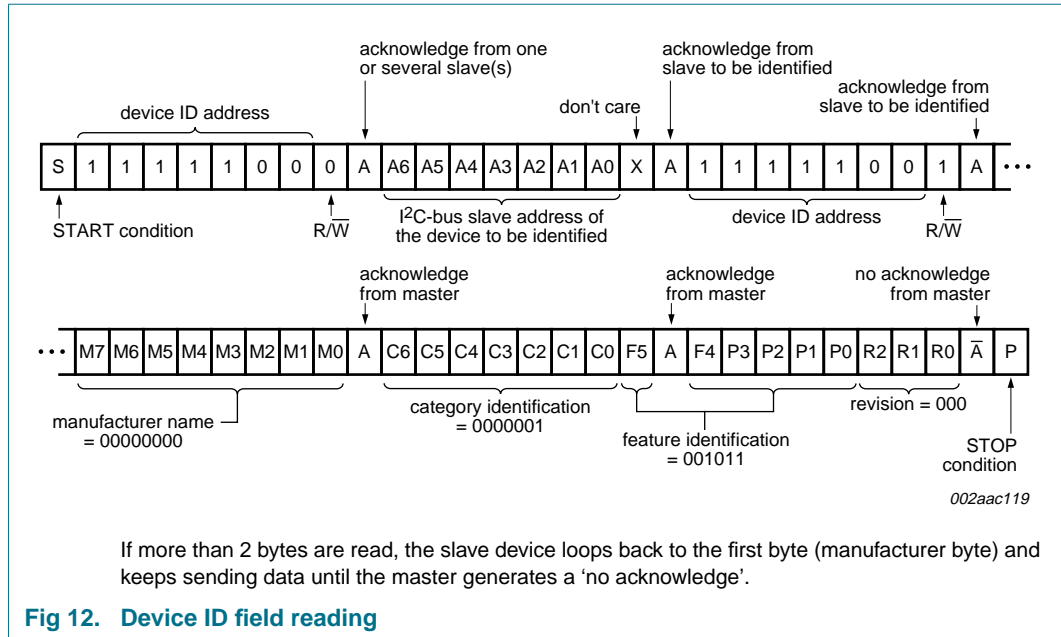 acknowledge from one
or several slave(s)
acknowledge from
slave to be identified
acknowledge from
slave to be identified
device ID address
don't care
S 1 1 1 1 1 0 0 0 A A6 A5 A4 A3 A2 A1 A0 X A 1 1 1 1 1 0 0 1 A ···
START condition
R/W̅
I²C-bus slave address of
the device to be identified
device ID address
R/W̅
acknowledge
from master
acknowledge
from master
no acknowledge
from master
··· M7 M6 M5 M4 M3 M2 M1 M0 A C6 C5 C4 C3 C2 C1 C0 F5 A F4 P3 P2 P1 P0 R2 R1 R0 A̅ P
manufacturer name
= 00000000
category identification
= 0000001
feature identification
= 001011
revision = 000
STOP
condition
002aac119
If more than 2 bytes are read, the slave device loops back to the first byte (manufacturer byte) and
keeps sending data until the master generates a ‘no acknowledge’.
Fig 12. Device ID field reading